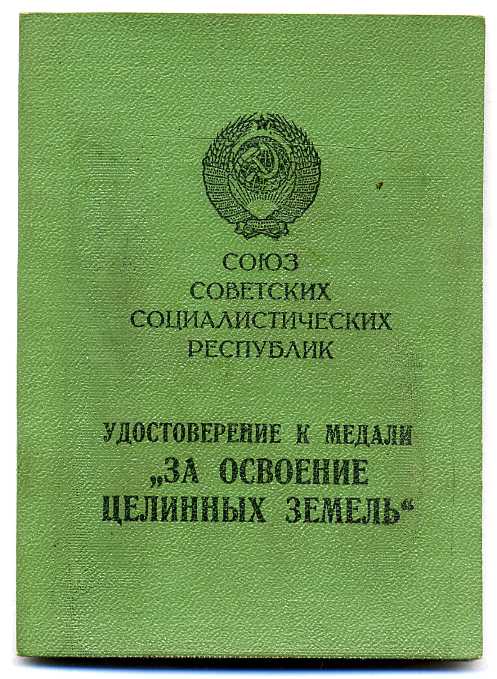 СОЮЗ
СОВЕТСКИХ
СОЦИАЛИСТИЧЕСКИХ
РЕСПУБЛИК
УДОСТОВЕРЕНИЕ К МЕДАЛИ
„ЗА ОСВОЕНИЕ
ЦЕЛИННЫХ ЗЕМЕЛЬ“